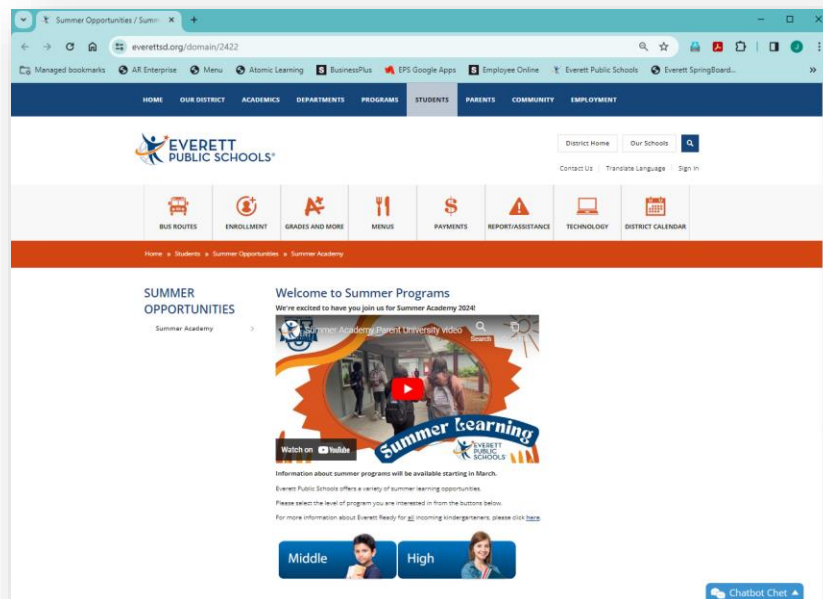 Summer Opportunities / Summ
everettsd.org/domain/2422
Managed bookmarks AR Enterprise Menu Atomic Learning BusinessPlus EPS Google Apps Employee Online Everett Public Schools Everett SpringBoard...
HOME OUR DISTRICT ACADEMICS DEPARTMENTS PROGRAMS STUDENTS PARENTS COMMUNITY EMPLOYMENT
EVERETT
PUBLIC SCHOOLS®
District Home Our Schools
Contact Us Translate Language Sign In
BUS ROUTES ENROLLMENT GRADES AND MORE MENUS PAYMENTS REPORT/ASSISTANCE TECHNOLOGY DISTRICT CALENDAR
Home » Students » Summer Opportunities » Summer Academy
SUMMER
OPPORTUNITIES
Summer Academy >
Welcome to Summer Programs
We're excited to have you join us for Summer Academy 2024!
Summer Academy Parent University video
Search
Summer Learning
EVERETT
PUBLIC
SCHOOLS
Watch on YouTube
Information about summer programs will be available starting in March.
Everett Public Schools offers a variety of summer learning opportunities.
Please select the level of program you are interested in from the buttons below.
For more information about Everett Ready for all incoming kindergarteners, please click here.
Middle High
Chatbot Chet